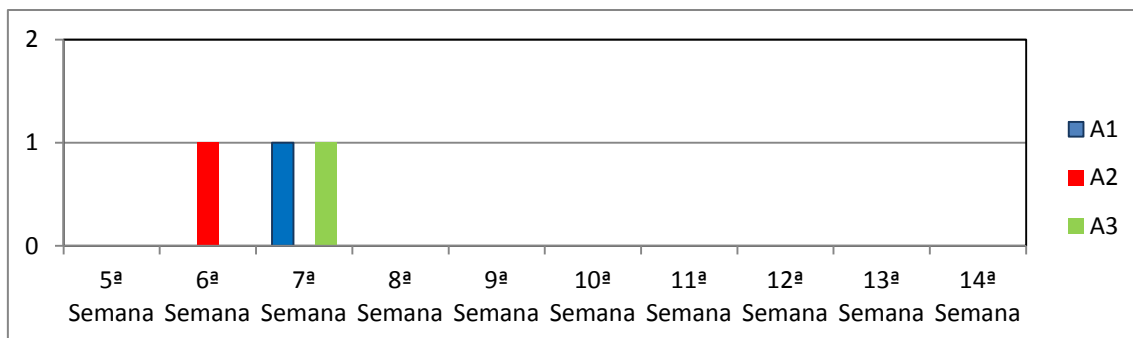 2
1
0
5ª 6ª 7ª 8ª 9ª 10ª 11ª 12ª 13ª 14ª
Semana Semana Semana Semana Semana Semana Semana Semana Semana Semana
A1
A2
A3